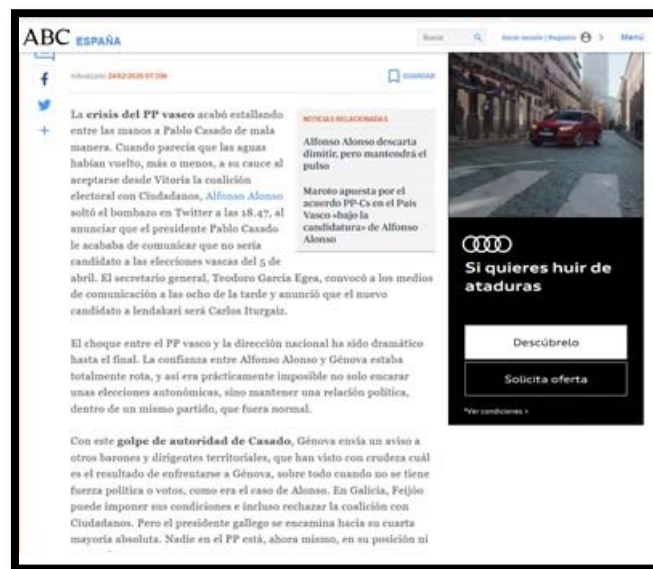 ABC ESPAÑA
Buscar
Iniciar sesión | Registro
Menú
Actualizado 24/02/2020 07:39h
GUARDAR
La crisis del PP vasco acabó estallando
entre las manos a Pablo Casado de mala
manera. Cuando parecía que las aguas
habían vuelto, más o menos, a su cauce al
aceptarse desde Vitoria la coalición
electoral con Ciudadanos, Alfonso Alonso
soltó el bombazo en Twitter a las 18.47, al
anunciar que el presidente Pablo Casado
le acababa de comunicar que no sería
candidato a las elecciones vascas del 5 de
abril. El secretario general, Teodoro García Egea, convocó a los medios
de comunicación a las ocho de la tarde y anunció que el nuevo
candidato a lendakari será Carlos Iturgaiz.
NOTICIAS RELACIONADAS
Alfonso Alonso descarta
dimitir, pero mantendrá el
pulso
Maroto apuesta por el
acuerdo PP-Cs en el País
Vasco «bajo la
candidatura» de Alfonso
Alonso
El choque entre el PP vasco y la dirección nacional ha sido dramático
hasta el final. La confianza entre Alfonso Alonso y Génova estaba
totalmente rota, y así era prácticamente imposible no solo encarar
unas elecciones autonómicas, sino mantener una relación política,
dentro de un mismo partido, que fuera normal.
Con este golpe de autoridad de Casado, Génova envía un aviso a
otros barones y dirigentes territoriales, que han visto con crudeza cuál
es el resultado de enfrentarse a Génova, sobre todo cuando no se tiene
fuerza política o votos, como era el caso de Alonso. En Galicia, Feijóo
puede imponer sus condiciones e incluso rechazar la coalición con
Ciudadanos. Pero el presidente gallego se encamina hacia su cuarta
mayoría absoluta. Nadie en el PP está, ahora mismo, en su posición ni
Si quieres huir de
ataduras
Descúbrelo
Solicita oferta
*Ver condiciones >